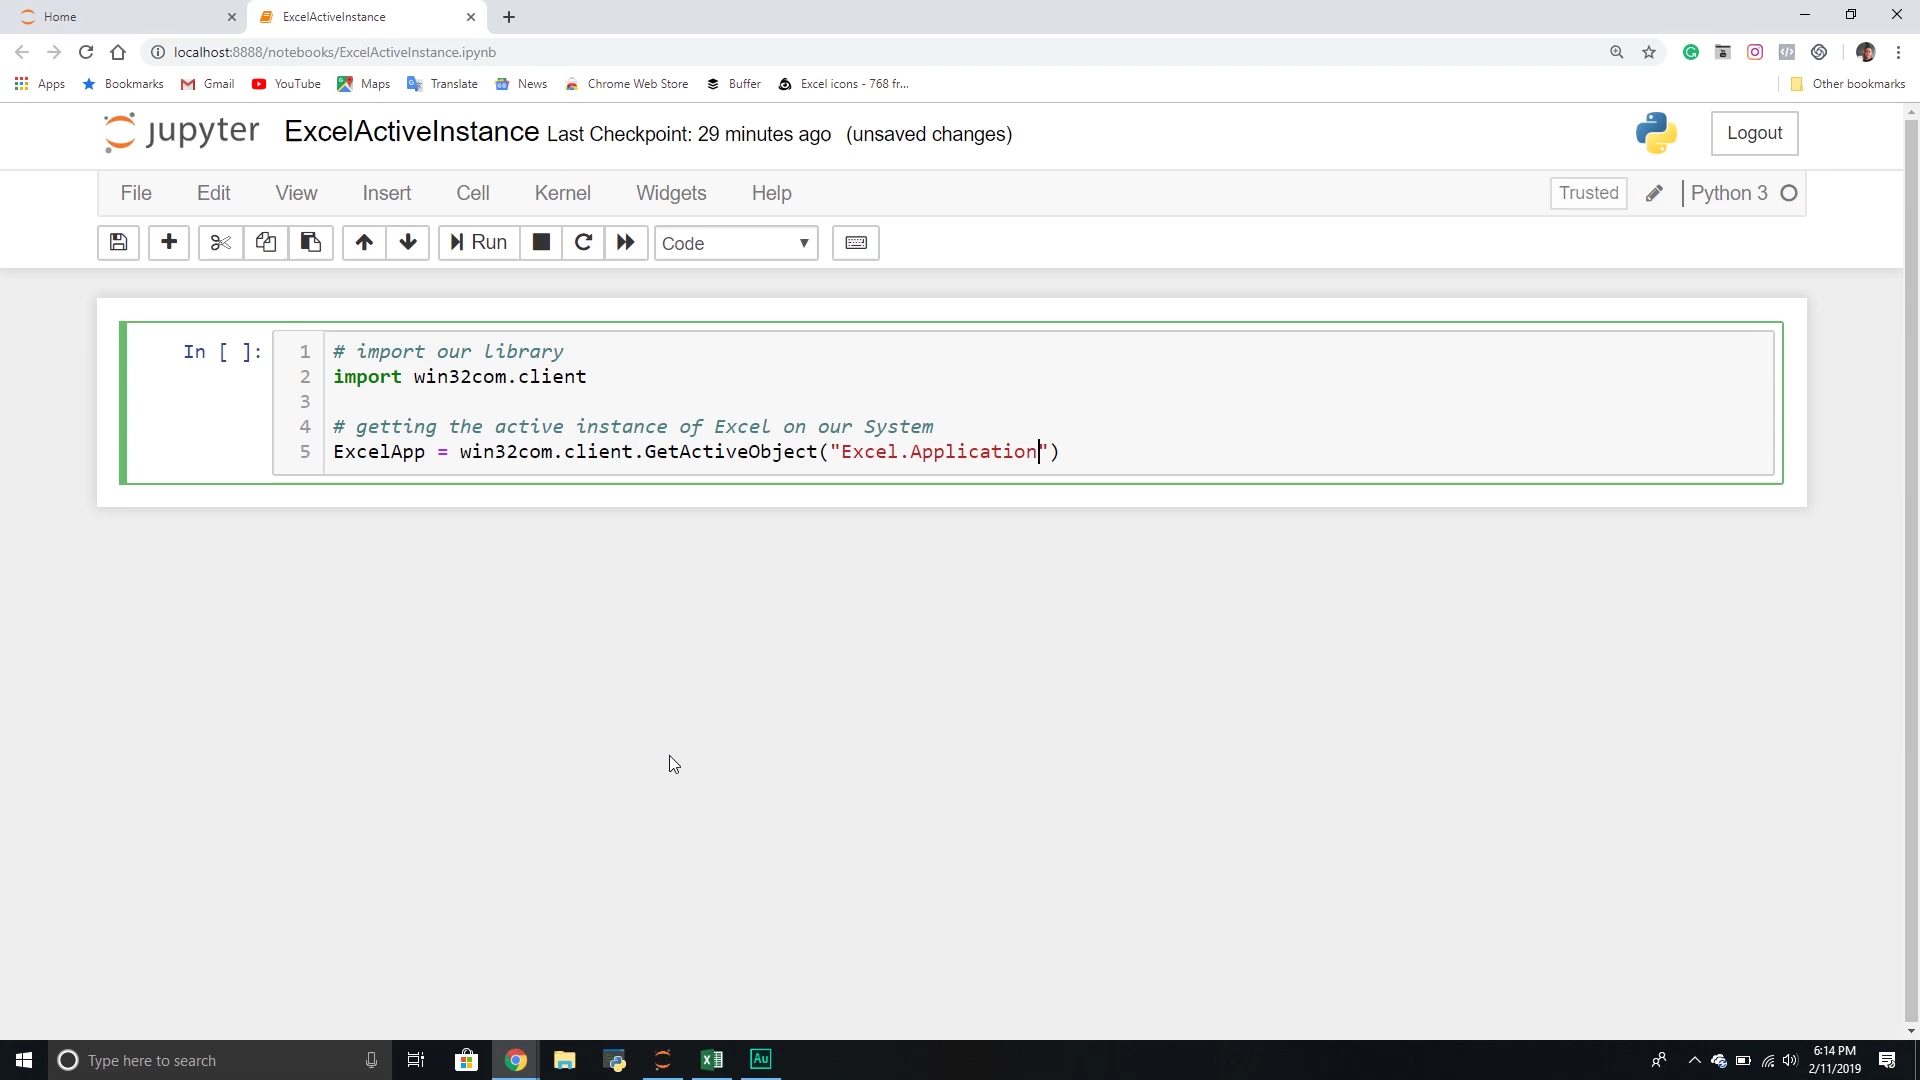 Home
ExcelActiveInstance
localhost:8888/notebooks/ExcelActiveInstance.ipynb
Apps Bookmarks Gmail YouTube Maps Translate News Chrome Web Store Buffer Excel icons - 768 fr... Other bookmarks
jupyter ExcelActiveInstance Last Checkpoint: 29 minutes ago (unsaved changes) Logout
File Edit View Insert Cell Kernel Widgets Help Trusted Python 3
Run Code
In [ ]: 1 # import our library
2 import win32com.client
3
4 # getting the active instance of Excel on our System
5 ExcelApp = win32com.client.GetActiveObject("Excel.Application")
Type here to search
Au
6:14 PM
2/11/2019